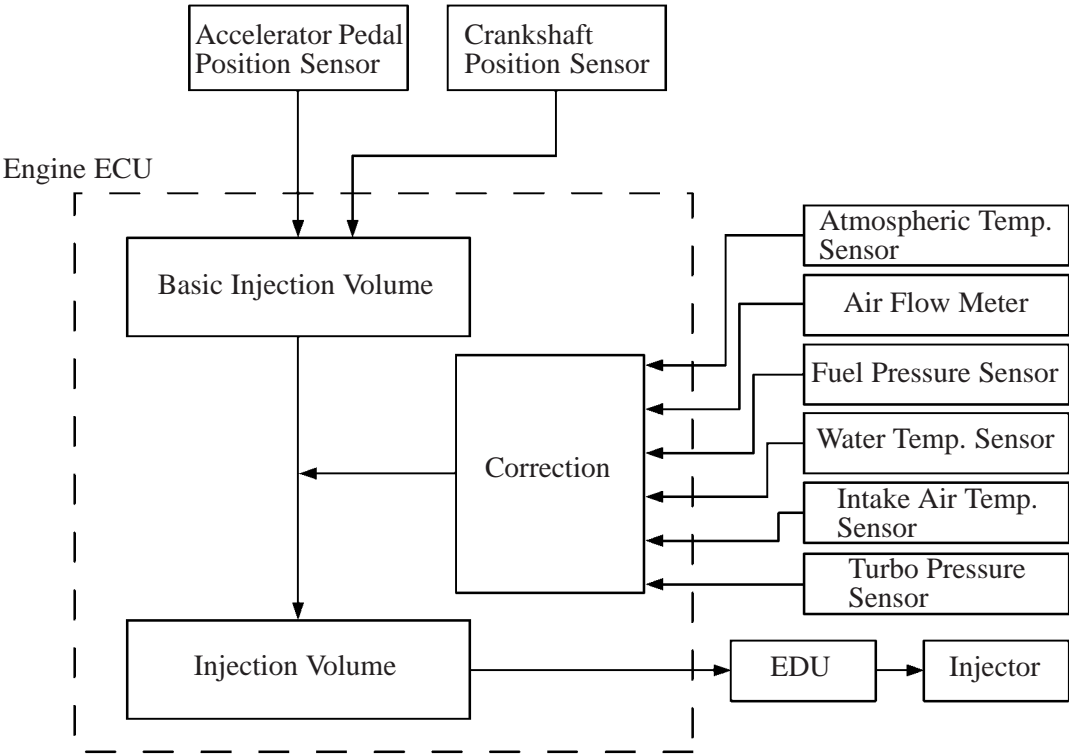 Accelerator Pedal
Position Sensor
Crankshaft
Position Sensor
Engine ECU
Basic Injection Volume
Atmospheric Temp.
Sensor
Air Flow Meter
Fuel Pressure Sensor
Water Temp. Sensor
Correction
Intake Air Temp.
Sensor
Turbo Pressure
Sensor
Injection Volume
EDU
Injector